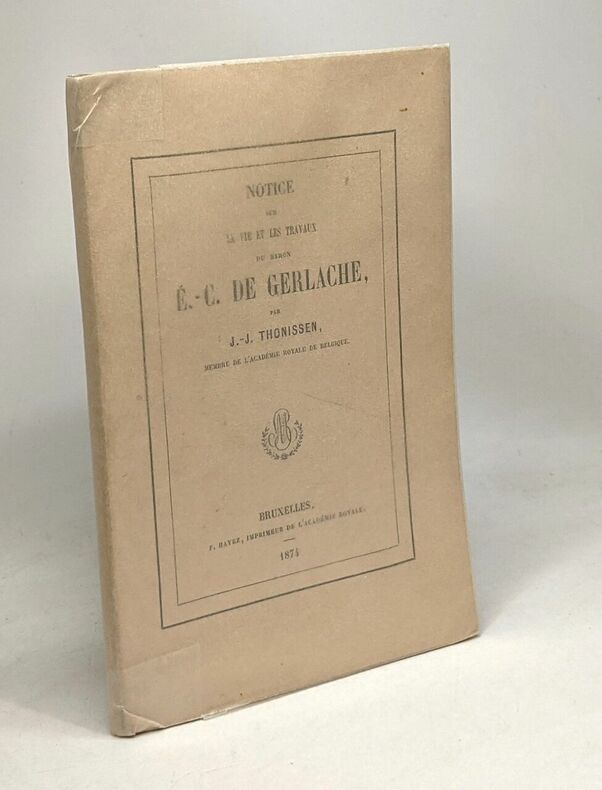 NOTICE
SUR
LA VIE ET LES TRAVAUX
DU BARON
É.-C. DE GERLACHE,
PAR
J.-J. THONISSEN,
MEMBRE DE L'ACADÉMIE ROYALE DE BELGIQUE.
BRUXELLES,
F. HAYEZ, IMPRIMEUR DE L'ACADÉMIE ROYALE.
1874